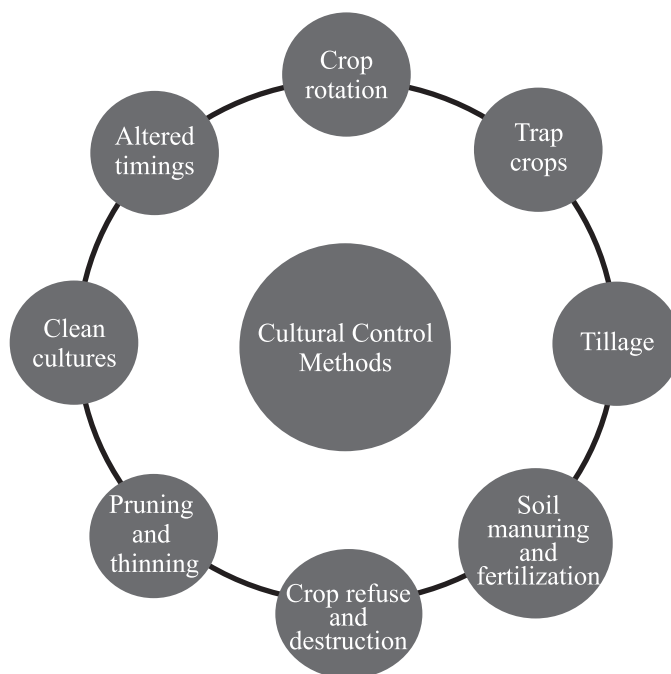 Crop
rotation
Trap
crops
Tillage
Soil
manuring
and
fertilization
Crop refuse
and
destruction
Pruning
and
thinning
Clean
cultures
Altered
timings
Cultural Control
Methods